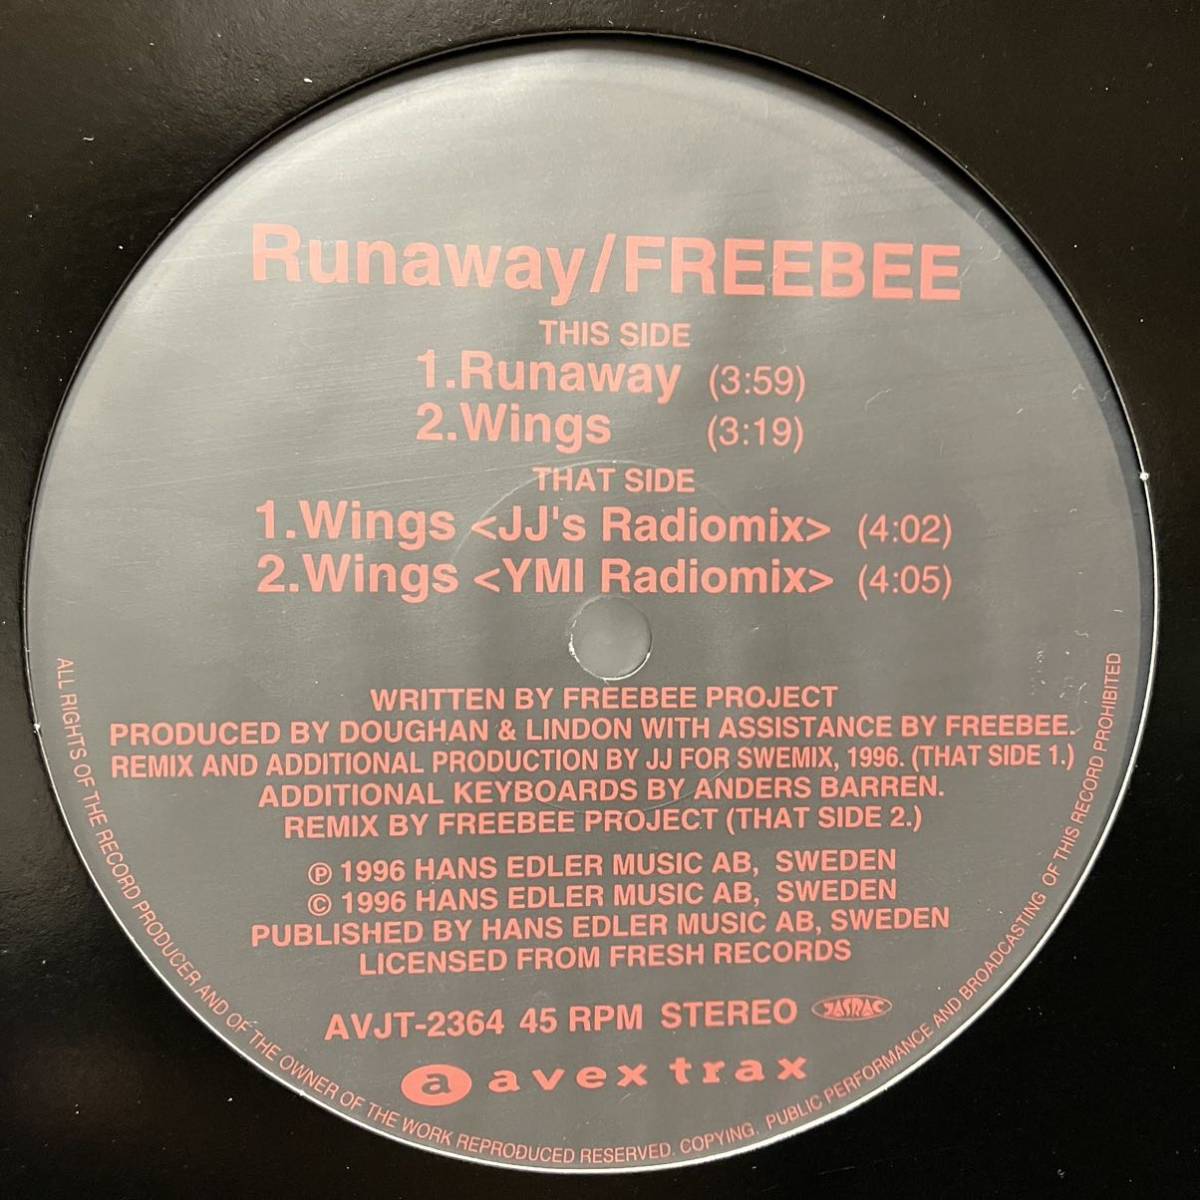 Runaway/FREEBEE
THIS SIDE
1.Runaway (3:59)
2.Wings (3:19)
THAT SIDE
1.Wings <JJ's Radiomix> (4:02)
2.Wings <YMI Radiomix> (4:05)
WRITTEN BY FREEBEE PROJECT
PRODUCED BY DOUGHAN & LINDON WITH ASSISTANCE BY FREEBEE.
REMIX AND ADDITIONAL PRODUCTION BY JJ FOR SWEMIX, 1996. (THAT SIDE 1.)
ADDITIONAL KEYBOARDS BY ANDERS BARREN.
REMIX BY FREEBEE PROJECT (THAT SIDE 2.)
℗ 1996 HANS EDLER MUSIC AB, SWEDEN
© 1996 HANS EDLER MUSIC AB, SWEDEN
PUBLISHED BY HANS EDLER MUSIC AB, SWEDEN
LICENSED FROM FRESH RECORDS
AVJT-2364 45 RPM STEREO JASRAC
a avex trax
ALL RIGHTS OF THE RECORD PRODUCER AND OF THE OWNER OF THE WORK REPRODUCED RESERVED. COPYING, PUBLIC PERFORMANCE AND BROADCASTING OF THIS RECORD PROHIBITED